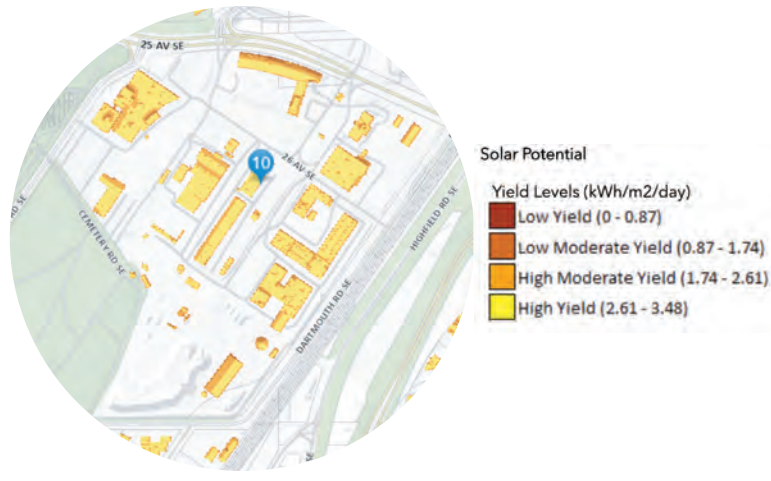 25 AV SE
10
26 AV SE
RD SE
CEMETERY RD SE
HIGHFIELD RD SE
DARTMOUTH RD SE
SE
Solar Potential
Yield Levels (kWh/m2/day)
Low Yield (0 - 0.87)
Low Moderate Yield (0.87 - 1.74)
High Moderate Yield (1.74 - 2.61)
High Yield (2.61 - 3.48)